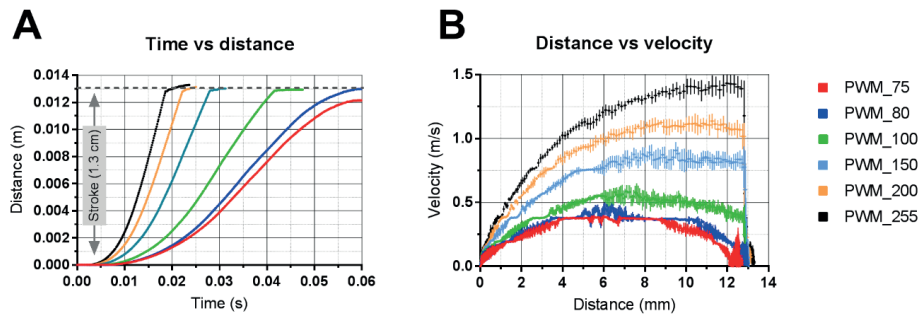 A
Time vs distance
Distance (m)
0.014
0.012
0.010
0.008
0.006
0.004
0.002
0.000
Stroke (1.3 cm)
0.00
0.01
0.02
0.03
0.04
0.05
0.06
Time (s)
B
Distance vs velocity
Velocity (m/s)
1.5
1.0
0.5
0.0
0
2
4
6
8
10
12
14
Distance (mm)
PWM_75
PWM_80
PWM_100
PWM_150
PWM_200
PWM_255